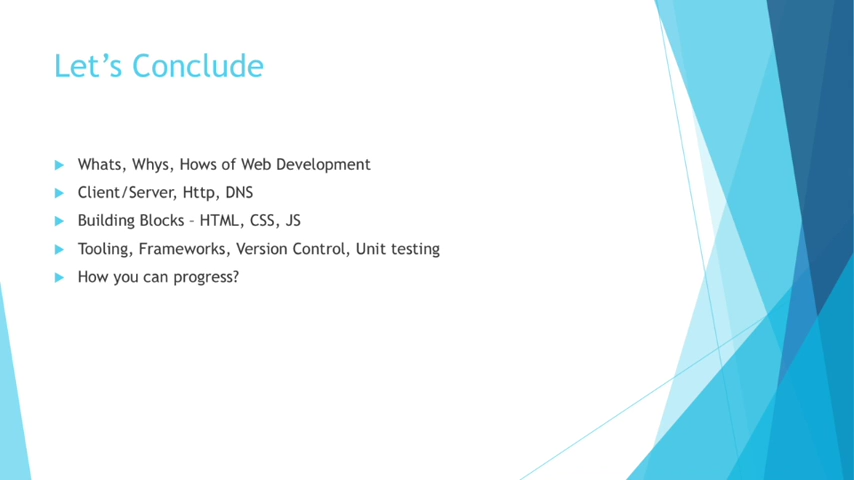 Let’s Conclude
Whats, Whys, Hows of Web Development
Client/Server, Http, DNS
Building Blocks – HTML, CSS, JS
Tooling, Frameworks, Version Control, Unit testing
How you can progress?